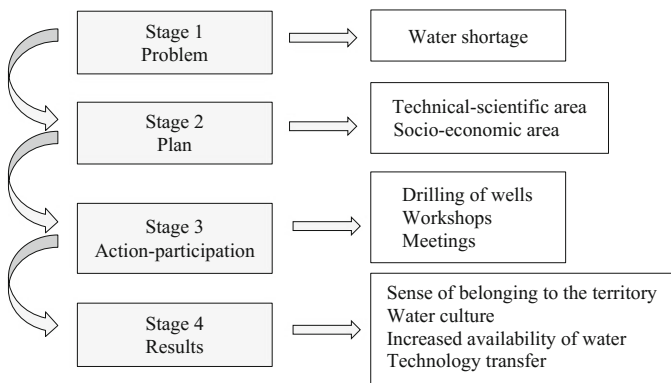 Stage 1
Problem
Water shortage
Stage 2
Plan
Technical-scientific area
Socio-economic area
Stage 3
Action-participation
Drilling of wells
Workshops
Meetings
Stage 4
Results
Sense of belonging to the territory
Water culture
Increased availability of water
Technology transfer